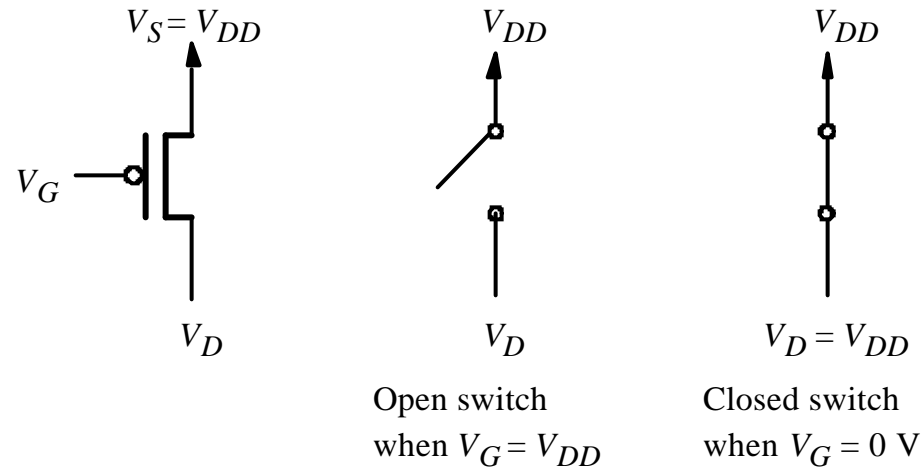 V_S = V_DD
V_DD
V_DD
V_G
V_D
V_D
V_D = V_DD
Open switch
when V_G = V_DD
Closed switch
when V_G = 0 V